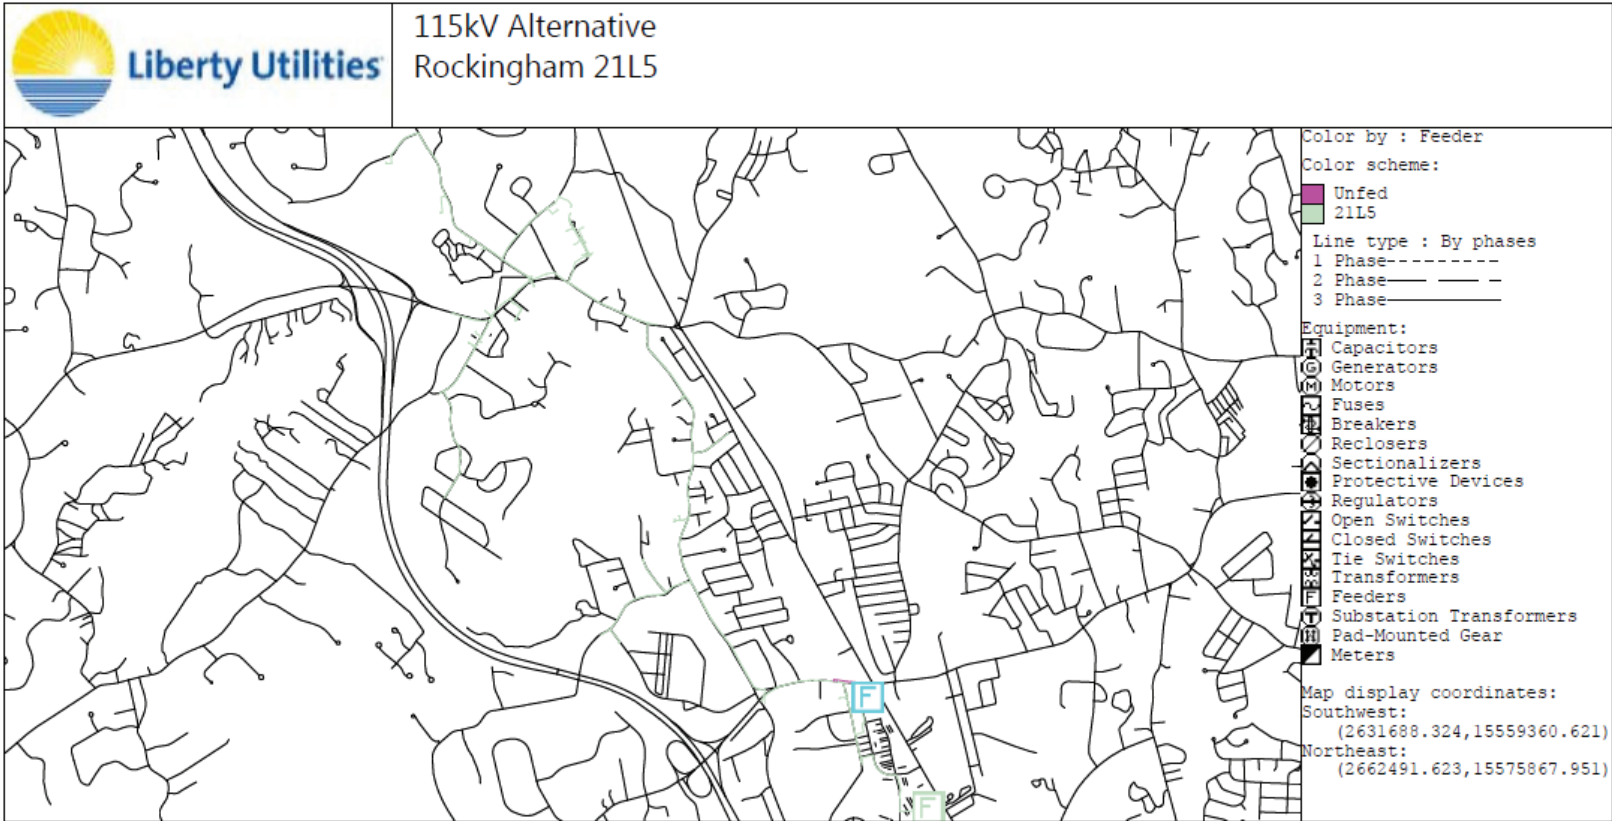 Liberty Utilities
115kV Alternative
Rockingham 21L5
Color by : Feeder
Color scheme:
Unfed
21L5
Line type : By phases
1 Phase
2 Phase
3 Phase
Equipment:
Capacitors
G Generators
M Motors
Fuses
Breakers
Reclosers
Sectionalizers
Protective Devices
Regulators
Open Switches
Closed Switches
Tie Switches
Transformers
F Feeders
T Substation Transformers
Pad-Mounted Gear
Meters
Map display coordinates:
Southwest:
(2631688.324,15559360.621)
Northeast:
(2662491.623,15575867.951)
F
F